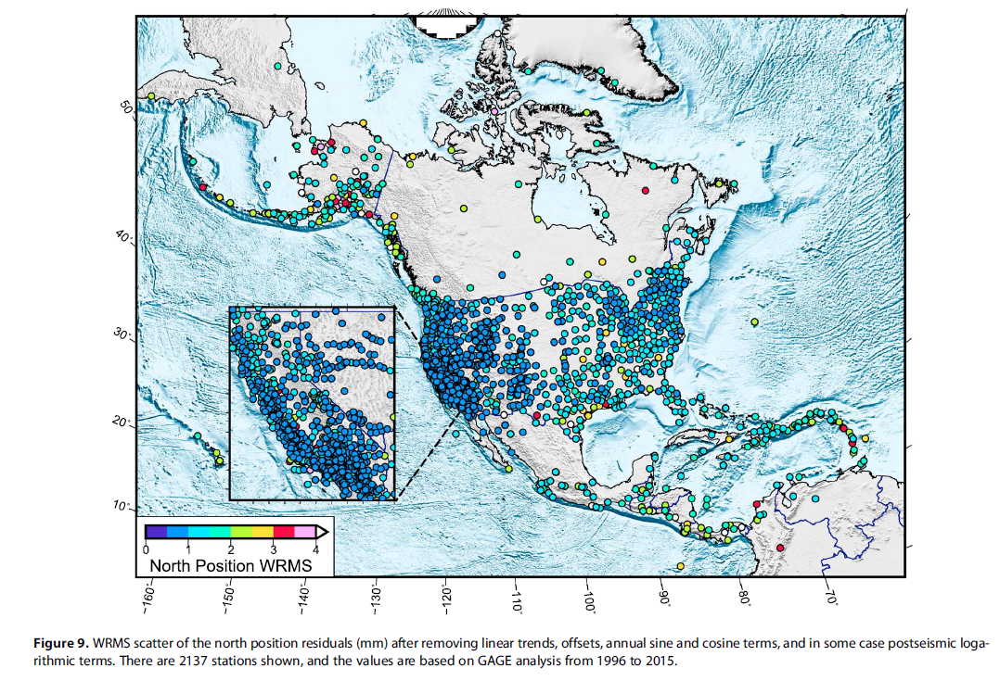 50°
40°
30°
20°
10°
0 1 2 3 4
North Position WRMS
-160° -150° -140° -130° -120° -110° -100° -90° -80° -70°
Figure 9. WRMS scatter of the north position residuals (mm) after removing linear trends, offsets, annual sine and cosine terms, and in some case postseismic loga-
rithmic terms. There are 2137 stations shown, and the values are based on GAGE analysis from 1996 to 2015.